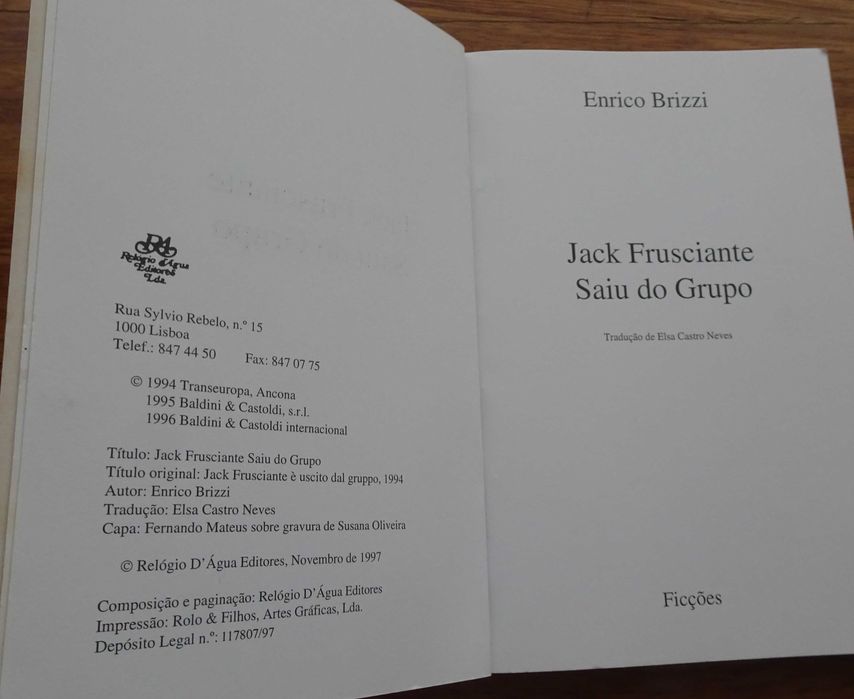 RA
Relógio d'Água
Editores
Lda.
Rua Sylvio Rebelo, n.º 15
1000 Lisboa
Telef.: 847 44 50 Fax: 847 07 75
© 1994 Transeuropa, Ancona
1995 Baldini & Castoldi, s.r.l.
1996 Baldini & Castoldi internacional
Título: Jack Frusciante Saiu do Grupo
Título original: Jack Frusciante è uscito dal gruppo, 1994
Autor: Enrico Brizzi
Tradução: Elsa Castro Neves
Capa: Fernando Mateus sobre gravura de Susana Oliveira
© Relógio D'Água Editores, Novembro de 1997
Composição e paginação: Relógio D'Água Editores
Impressão: Rolo & Filhos, Artes Gráficas, Lda.
Depósito Legal n.º: 117807/97
Enrico Brizzi
Jack Frusciante
Saiu do Grupo
Tradução de Elsa Castro Neves
Ficções